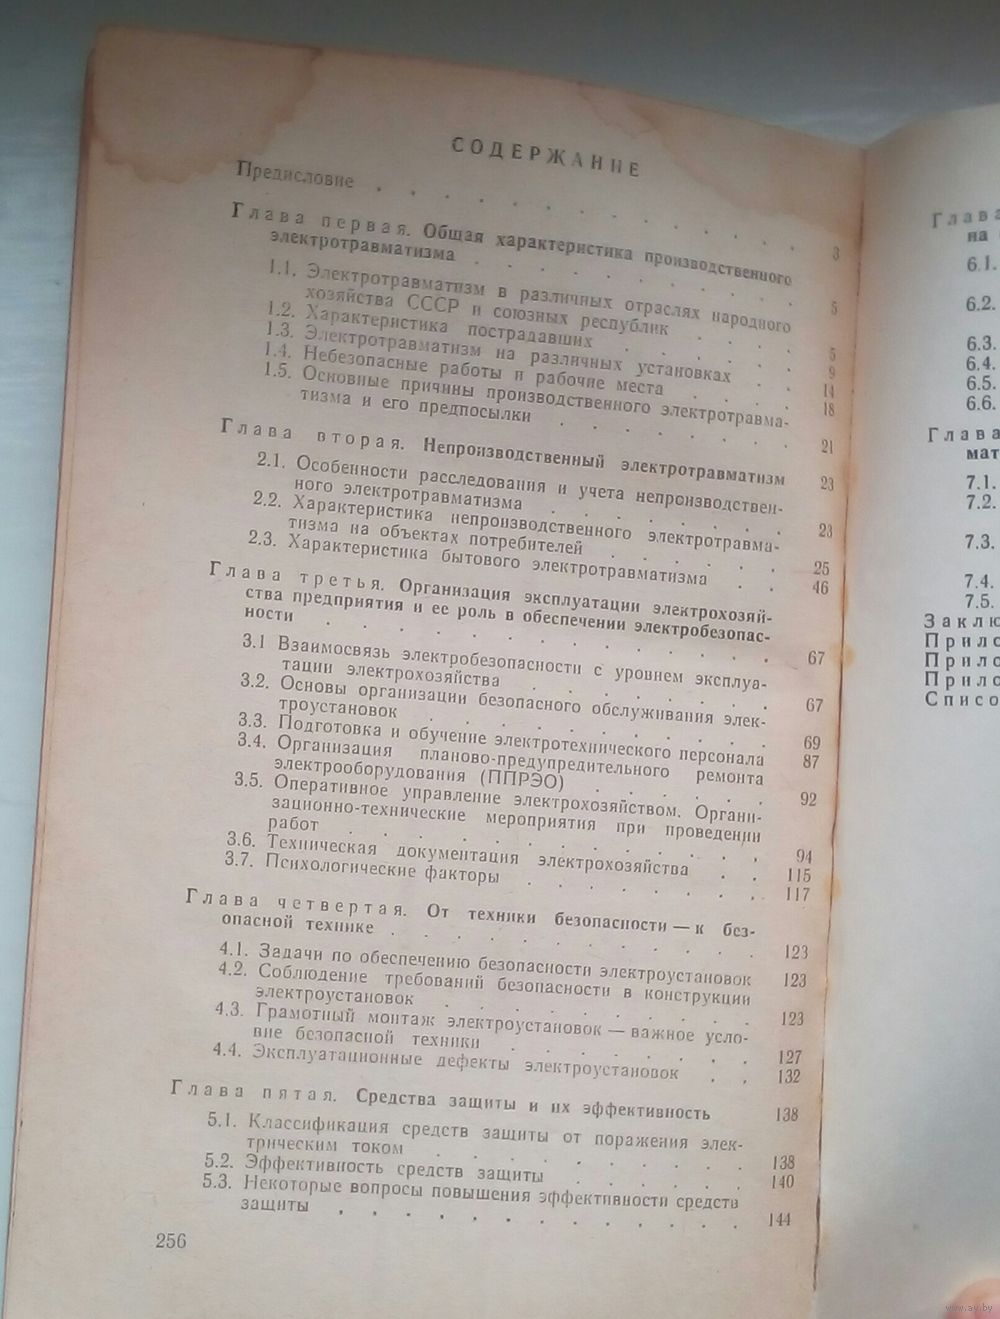 СОДЕРЖАНИЕ
Предисловие . . . . . . . . . . . . 3
Глава первая. Общая характеристика производственного
электротравматизма . . . . . . . . . . 5
1.1. Электротравматизм в различных отраслях народного
хозяйства СССР и союзных республик . . . . 5
1.2. Характеристика пострадавших . . . . . . 9
1.3. Электротравматизм на различных установках . . 14
1.4. Небезопасные работы и рабочие места . . . . 18
1.5. Основные причины производственного электротравма-
тизма и его предпосылки . . . . . . . . 21
Глава вторая. Непроизводственный электротравматизм 23
2.1. Особенности расследования и учета непроизводствен-
ного электротравматизма . . . . . . . . 23
2.2. Характеристика непроизводственного электротравма-
тизма на объектах потребителей . . . . . . 25
2.3. Характеристика бытового электротравматизма . . 46
Глава третья. Организация эксплуатации электрохозяй-
ства предприятия и ее роль в обеспечении электробезопас-
ности . . . . . . . . . . . . . 67
3.1 Взаимосвязь электробезопасности с уровнем эксплуа-
тации электрохозяйства . . . . . . . . 67
3.2. Основы организации безопасного обслуживания элек-
троустановок . . . . . . . . . . 69
3.3. Подготовка и обучение электротехнического персонала 87
3.4. Организация планово-предупредительного ремонта
электрооборудования (ППРЭО) . . . . . . 92
3.5. Оперативное управление электрохозяйством. Органи-
зационно-технические мероприятия при проведении
работ . . . . . . . . . . . . 94
3.6. Техническая документация электрохозяйства . . 115
3.7. Психологические факторы . . . . . . . 117
Глава четвертая. От техники безопасности — к без-
опасной технике . . . . . . . . . . . 123
4.1. Задачи по обеспечению безопасности электроустановок 123
4.2. Соблюдение требований безопасности в конструкции
электроустановок . . . . . . . . . . 123
4.3. Грамотный монтаж электроустановок — важное усло-
вие безопасной техники . . . . . . . . 127
4.4. Эксплуатационные дефекты электроустановок . . 132
Глава пятая. Средства защиты и их эффективность 138
5.1. Классификация средств защиты от поражения элек-
трическим током . . . . . . . . . . 138
5.2. Эффективность средств защиты . . . . . . 140
5.3. Некоторые вопросы повышения эффективности средств
защиты . . . . . . . . . . . . . 144
256
Глава
на
6.1.
6.2.
6.3.
6.4.
6.5.
6.6.
Глава
мат
7.1.
7.2.
7.3.
7.4.
7.5.
Заклю
Прило
Прило
Прило
Списо
www.ay.by